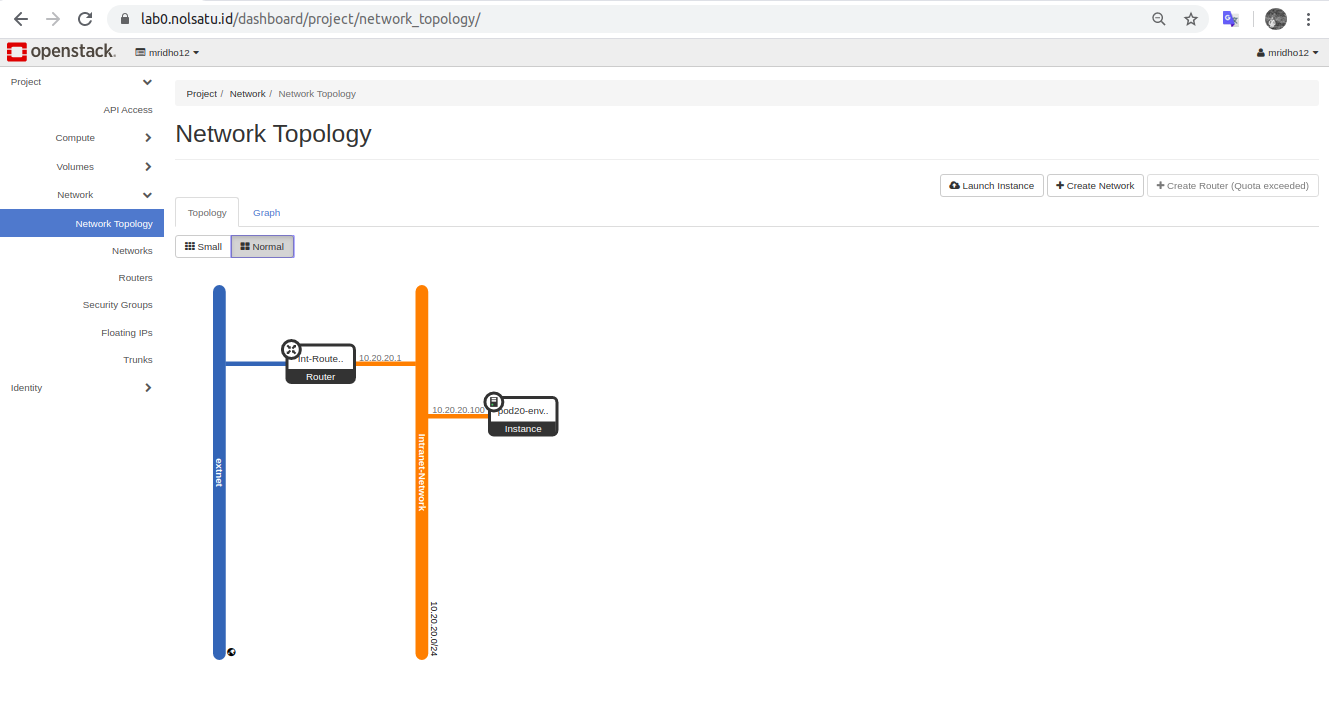 lab0.nolsatu.id/dashboard/project/network_topology/
openstack. mridho12 mridho12
Project
API Access
Compute
Volumes
Network
Network Topology
Networks
Routers
Security Groups
Floating IPs
Trunks
Identity
Project / Network / Network Topology
Network Topology
Launch Instance Create Network Create Router (Quota exceeded)
Topology Graph
Small Normal
extnet
Int-Route..
Router
10.20.20.1
Intranet-Network
10.20.20.0/24
10.20.20.100
pod20-env..
Instance